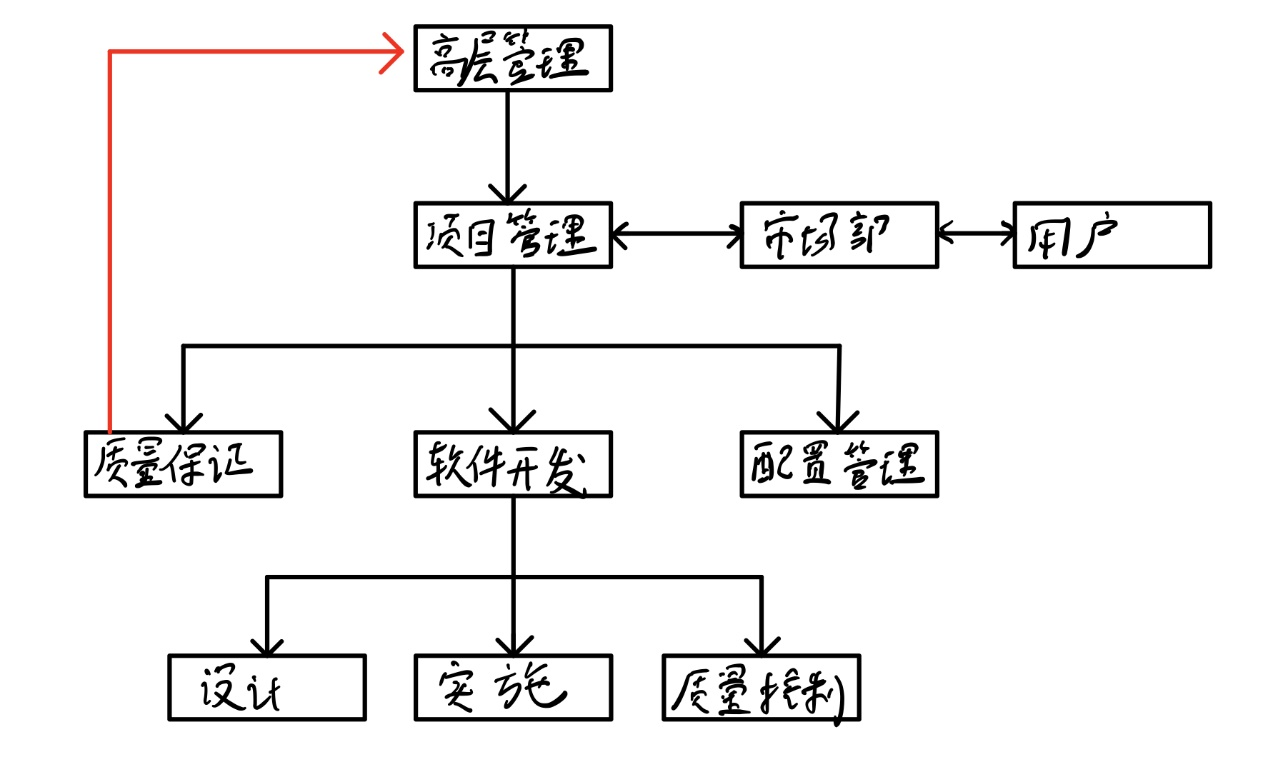 高层管理
项目管理
市场部
用户
质量保证
软件开发
配置管理
设计
实施
质量控制